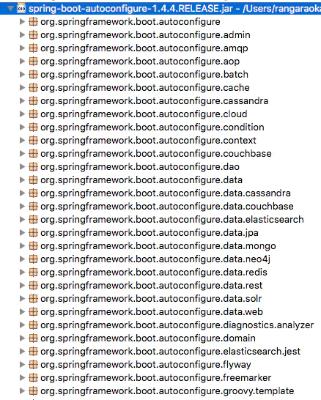 spring-boot-autoconfigure-1.4.4.RELEASE.jar - /Users/rangaraoka
org.springframework.boot.autoconfigure
org.springframework.boot.autoconfigure.admin
org.springframework.boot.autoconfigure.amqp
org.springframework.boot.autoconfigure.aop
org.springframework.boot.autoconfigure.batch
org.springframework.boot.autoconfigure.cache
org.springframework.boot.autoconfigure.cassandra
org.springframework.boot.autoconfigure.cloud
org.springframework.boot.autoconfigure.condition
org.springframework.boot.autoconfigure.context
org.springframework.boot.autoconfigure.couchbase
org.springframework.boot.autoconfigure.dao
org.springframework.boot.autoconfigure.data
org.springframework.boot.autoconfigure.data.cassandra
org.springframework.boot.autoconfigure.data.couchbase
org.springframework.boot.autoconfigure.data.elasticsearch
org.springframework.boot.autoconfigure.data.jpa
org.springframework.boot.autoconfigure.data.mongo
org.springframework.boot.autoconfigure.data.neo4j
org.springframework.boot.autoconfigure.data.redis
org.springframework.boot.autoconfigure.data.rest
org.springframework.boot.autoconfigure.data.solr
org.springframework.boot.autoconfigure.data.web
org.springframework.boot.autoconfigure.diagnostics.analyzer
org.springframework.boot.autoconfigure.domain
org.springframework.boot.autoconfigure.elasticsearch.jest
org.springframework.boot.autoconfigure.flyway
org.springframework.boot.autoconfigure.freemarker
org.springframework.boot.autoconfigure.groovy.template